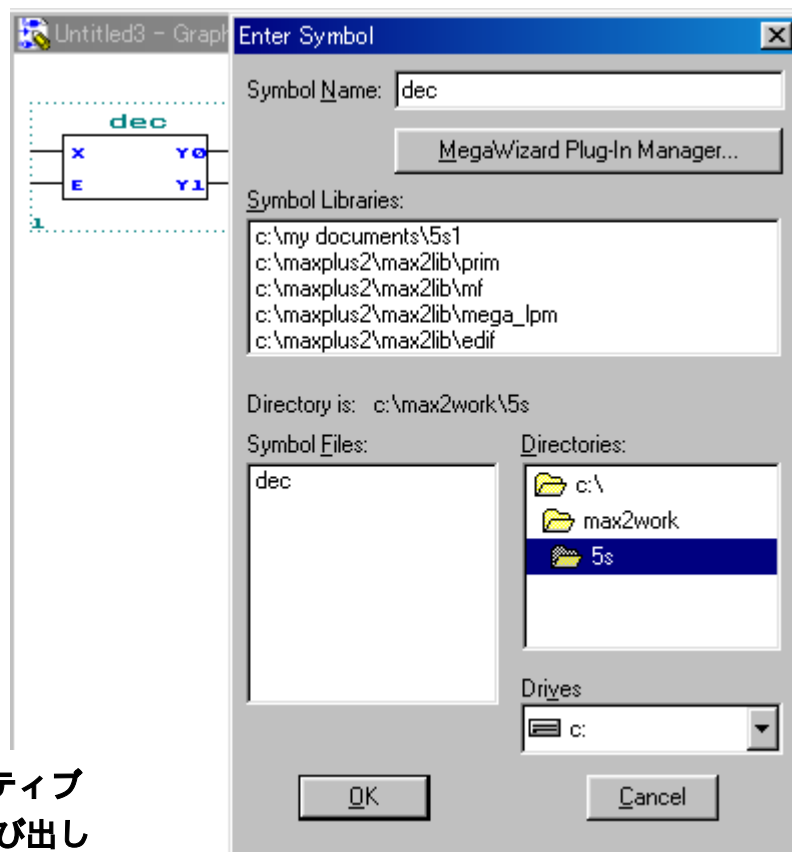 Untitled3 - Graph
dec
X Y0
E Y1
1
Enter Symbol
Symbol Name: dec
MegaWizard Plug-In Manager...
Symbol Libraries:
c:\my documents\5s1
c:\maxplus2\max2lib\prim
c:\maxplus2\max2lib\mf
c:\maxplus2\max2lib\mega_lpm
c:\maxplus2\max2lib\edif
Directory is: c:\max2work\5s
Symbol Files:
dec
Directories:
c:\
max2work
5s
Drives
c:
OK
Cancel
ティブ
び出し